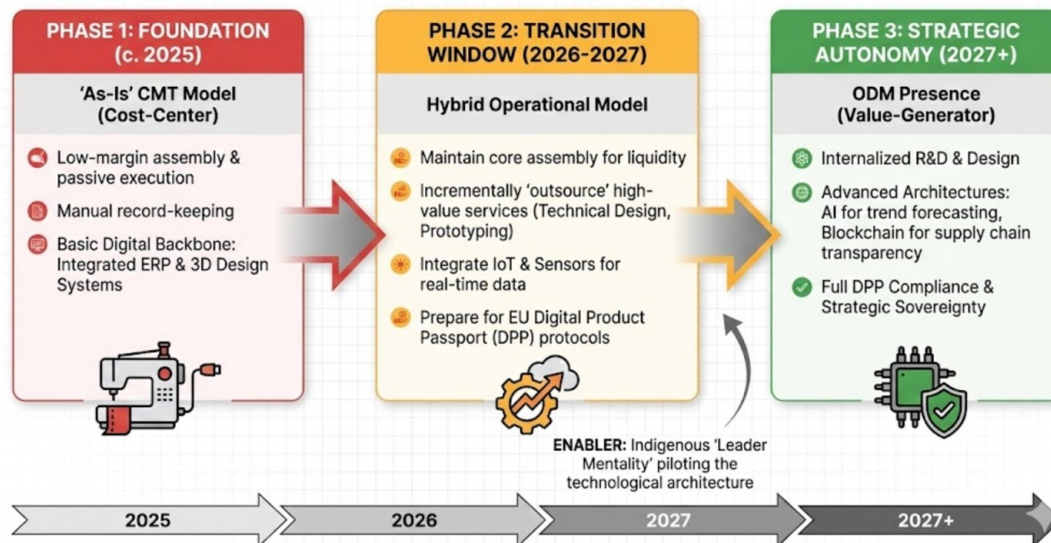 PHASE 1: FOUNDATION
(c. 2025)
'As-Is' CMT Model
(Cost-Center)
Low-margin assembly &
passive execution
Manual record-keeping
Basic Digital Backbone:
Integrated ERP & 3D Design
Systems
PHASE 2: TRANSITION
WINDOW (2026-2027)
Hybrid Operational Model
Maintain core assembly for liquidity
Incrementally 'outsource' high-
value services (Technical Design,
Prototyping)
Integrate IoT & Sensors for
real-time data
Prepare for EU Digital Product
Passport (DPP) protocols
PHASE 3: STRATEGIC
AUTONOMY (2027+)
ODM Presence
(Value-Generator)
Internalized R&D & Design
Advanced Architectures:
AI for trend forecasting,
Blockchain for supply chain
transparency
Full DPP Compliance &
Strategic Sovereignty
ENABLER: Indigenous 'Leader
Mentality' piloting the
technological architecture
2025
2026
2027
2027+